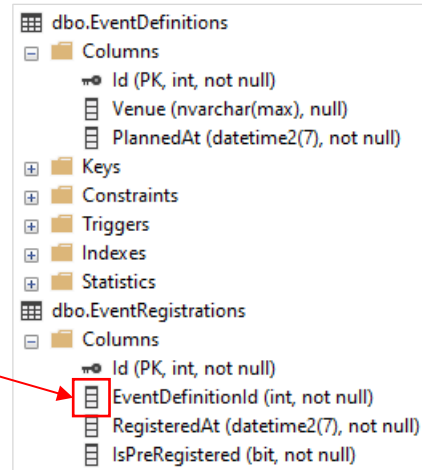 dbo.EventDefinitions
Columns
Id (PK, int, not null)
Venue (nvarchar(max), null)
PlannedAt (datetime2(7), not null)
Keys
Constraints
Triggers
Indexes
Statistics
dbo.EventRegistrations
Columns
Id (PK, int, not null)
EventDefinitionId (int, not null)
RegisteredAt (datetime2(7), not null)
IsPreRegistered (bit, not null)